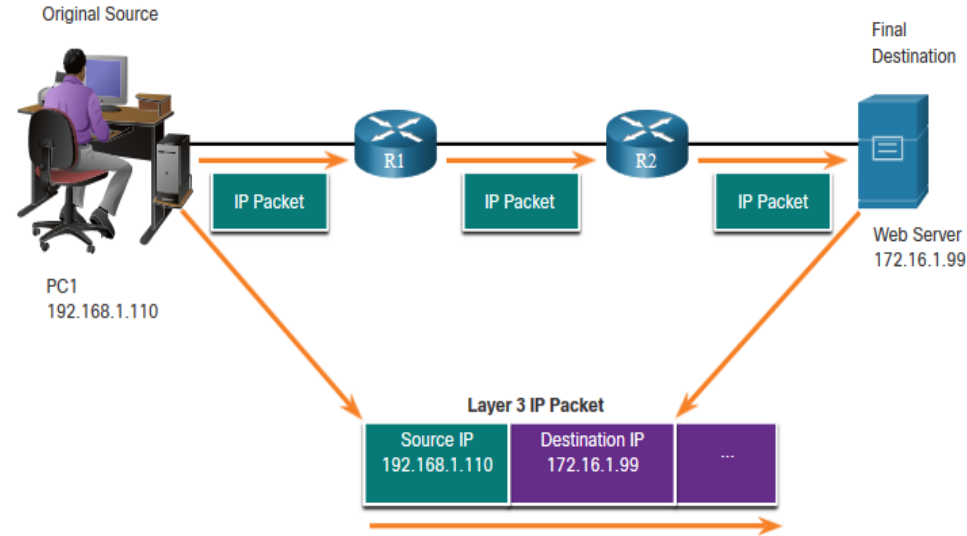 Original Source
Final
Destination
R1
R2
IP Packet
IP Packet
IP Packet
Web Server
172.16.1.99
PC1
192.168.1.110
Layer 3 IP Packet
Source IP
192.168.1.110
Destination IP
172.16.1.99
...